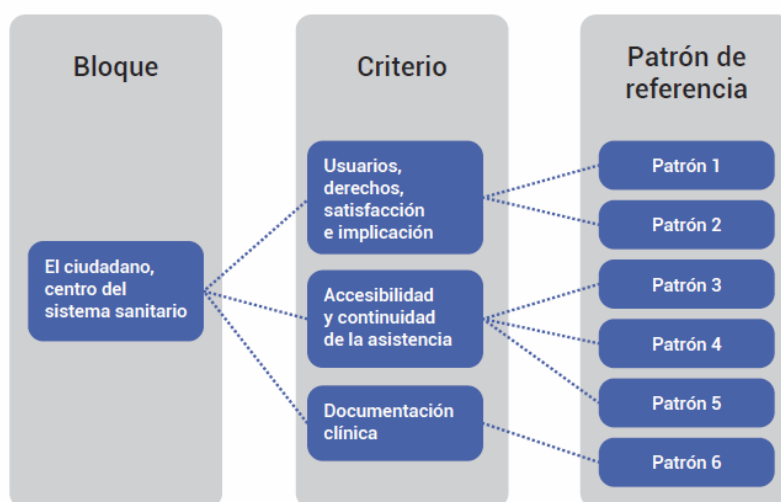 Bloque
Criterio
Patrón de
referencia
El ciudadano,
centro del
sistema sanitario
Usuarios,
derechos,
satisfacción
e implicación
Accesibilidad
y continuidad
de la asistencia
Documentación
clínica
Patrón 1
Patrón 2
Patrón 3
Patrón 4
Patrón 5
Patrón 6